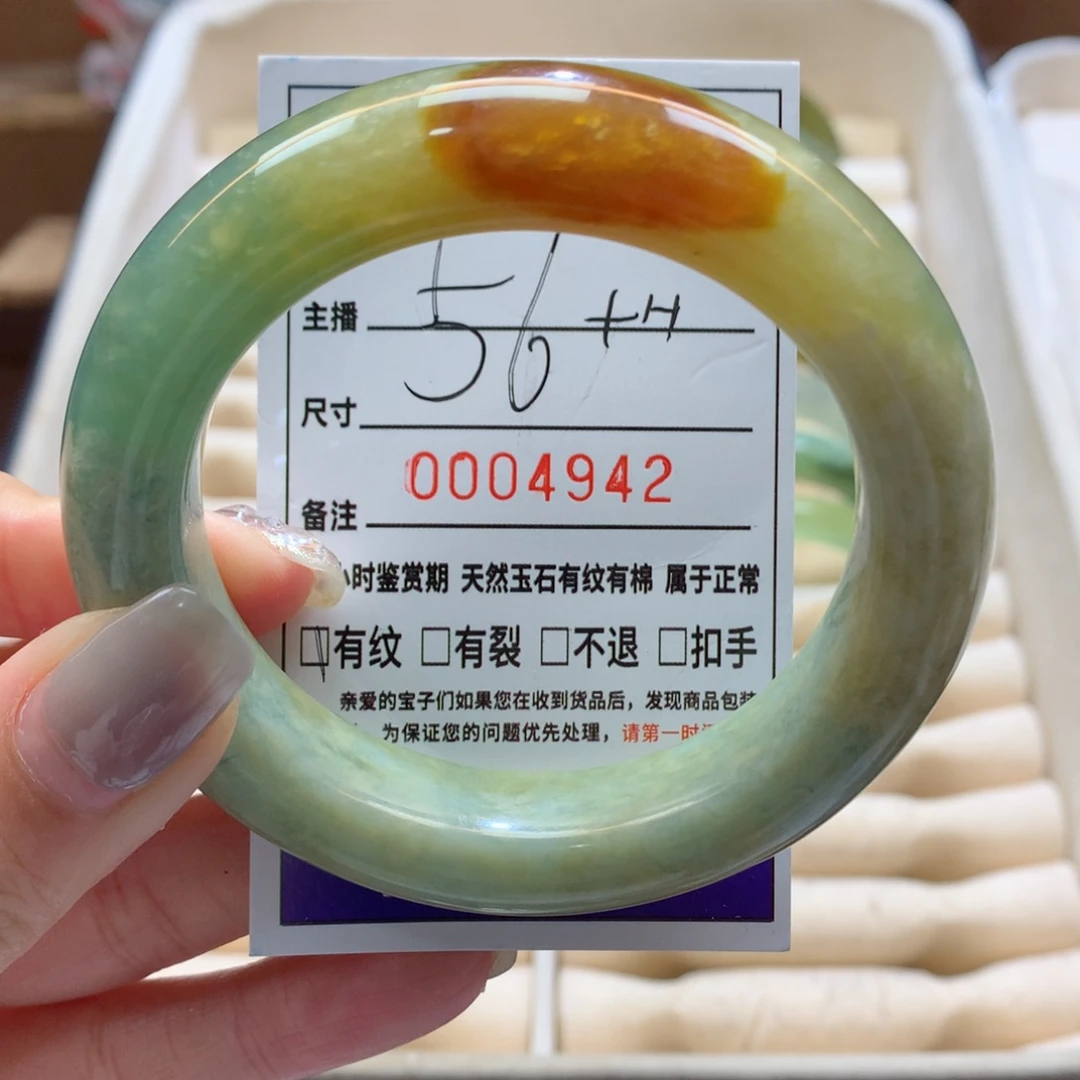 主播 56
尺寸
0004942
备注
小时鉴赏期 天然玉石有纹有棉 属于正常
□有纹 □有裂 □不退 □扣手
亲爱的宝子们如果您在收到货品后，发现商品包装
为保证您的问题优先处理，请第一时